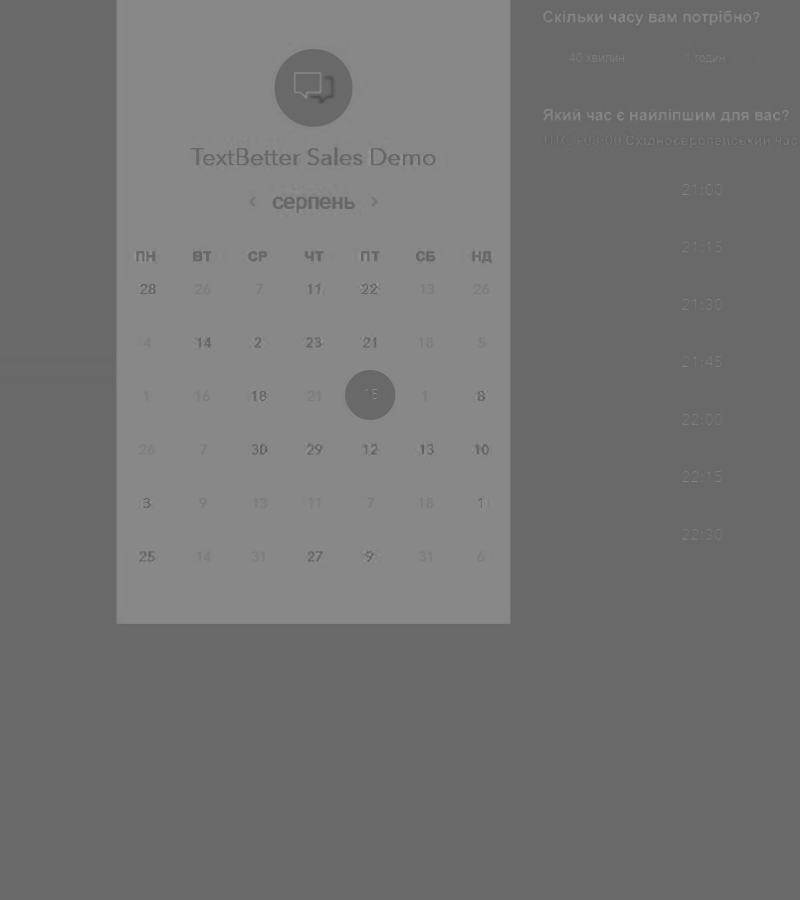 TextBetter Sales Demo
‹ серпень ›
ПН ВТ СР ЧТ ПТ СБ НД
28 26 7 11 22 13 26
4 14 2 23 21 18 5
1 16 18 21 15 1 8
26 7 30 29 12 13 10
3 9 13 11 7 18 1
25 14 31 27 9 31 6
Скільки часу вам потрібно?
40 хвилин 1 годин
Який час є найліпшим для вас?
UTC +03:00 Східноєвропейський час
21:00
21:15
21:30
21:45
22:00
22:15
22:30